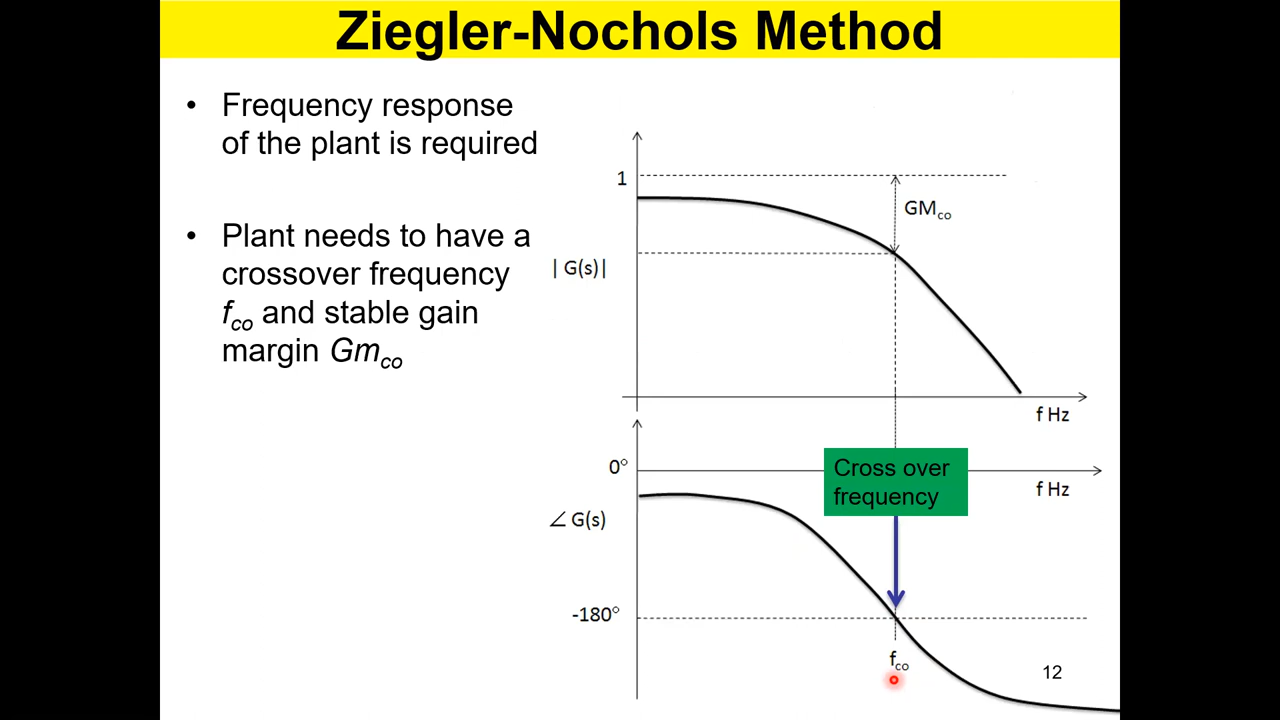 Ziegler-Nochols Method
• Frequency response
of the plant is required
• Plant needs to have a
crossover frequency
fco and stable gain
margin Gmco
1
GMco
| G(s)|
f Hz
0°
Cross over
frequency
f Hz
∠ G(s)
-180°
fco
12